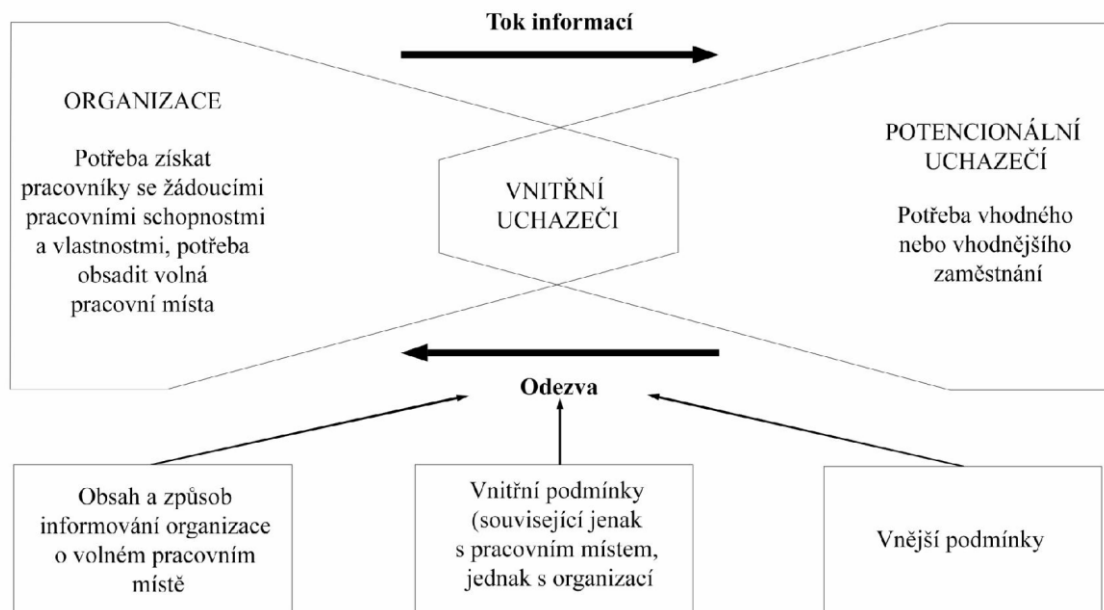 Tok informací
ORGANIZACE
Potřeba získat
pracovníky se žádoucími
pracovními schopnostmi
a vlastnostmi, potřeba
obsadit volná
pracovní místa
VNITŘNÍ
UCHAZEČI
POTENCIONÁLNÍ
UCHAZEČÍ
Potřeba vhodného
nebo vhodnějšího
zaměstnání
Odezva
Obsah a způsob
informování organizace
o volném pracovním
místě
Vnitřní podmínky
(související jenak
s pracovním místem,
jednak s organizací
Vnější podmínky